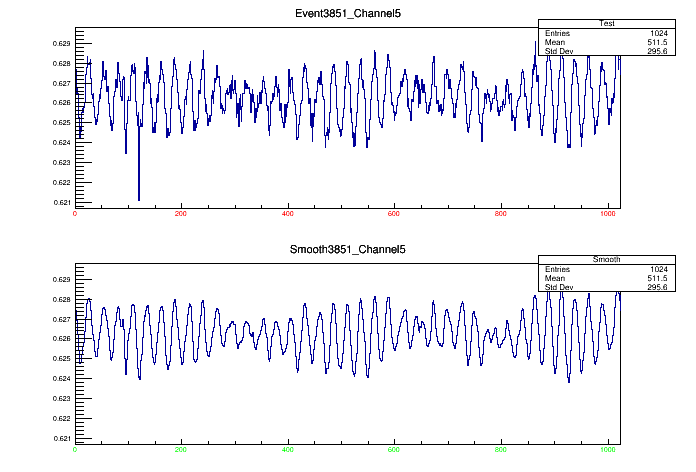 Event3851_Channel5
Test
Entries 1024
Mean 511.5
Std Dev 295.6
0.629
0.628
0.627
0.626
0.625
0.624
0.623
0.622
0.621
0 200 400 600 800 1000
Smooth3851_Channel5
Smooth
Entries 1024
Mean 511.5
Std Dev 295.6
0.629
0.628
0.627
0.626
0.625
0.624
0.623
0.622
0.621
0 200 400 600 800 1000